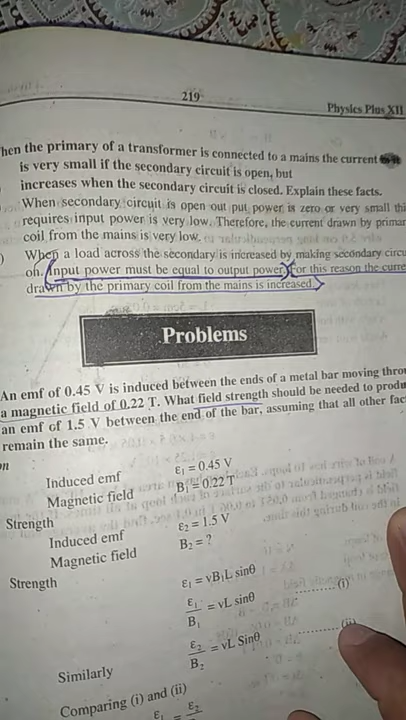 219
Physics Plus XII
hen the primary of a transformer is connected to a mains the current
is very small if the secondary circuit is open, but
increases when the secondary circuit is closed. Explain these facts.
When secondary circuit is open out put power is zero or very small thi
requires input power is very low. Therefore, the current drawn by primar
coil from the mains is very low.
) When a load across the secondary is increased by making secondary circu
on. (Input power must be equal to output power) (for this reason the curre
drawn by the primary coil from the mains is increased.)
Problems
An emf of 0.45 V is induced between the ends of a metal bar moving throu
a magnetic field of 0.22 T. What field strength should be needed to produ
an emf of 1.5 V between the end of the bar, assuming that all other fac
remain the same.
on
Induced emf ε₁ = 0.45 V
Magnetic field B₁ = 0.22 T
Strength
Induced emf ε₂ = 1.5 V
Magnetic field B₂ = ?
Strength
ε₁ = vB₁L sinθ
ε₁/B₁ = vL sinθ ..........(i)
Similarly ε₂/B₂ = vL Sinθ ..........(ii)
Comparing (i) and (ii)
ε₁ = ε₂